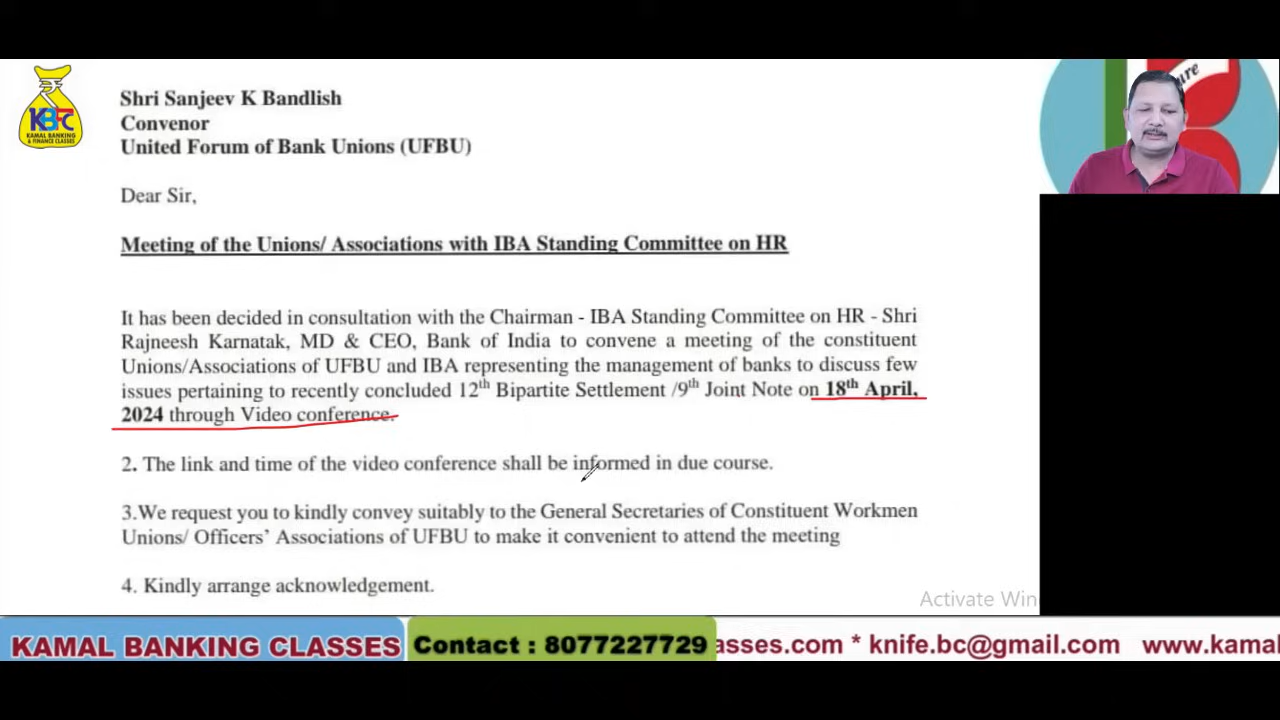 KBFC
KAMAL BANKING
& FINANCE CLASSES
ure
Shri Sanjeev K Bandlish
Convenor
United Forum of Bank Unions (UFBU)
Dear Sir,
Meeting of the Unions/ Associations with IBA Standing Committee on HR
It has been decided in consultation with the Chairman - IBA Standing Committee on HR - Shri
Rajneesh Karnatak, MD & CEO, Bank of India to convene a meeting of the constituent
Unions/Associations of UFBU and IBA representing the management of banks to discuss few
issues pertaining to recently concluded 12th Bipartite Settlement /9th Joint Note on 18th April,
2024 through Video conference.
2. The link and time of the video conference shall be informed in due course.
3.We request you to kindly convey suitably to the General Secretaries of Constituent Workmen
Unions/ Officers' Associations of UFBU to make it convenient to attend the meeting
4. Kindly arrange acknowledgement.
Activate Win
KAMAL BANKING CLASSES Contact : 8077227729 asses.com * knife.bc@gmail.com www.kamal